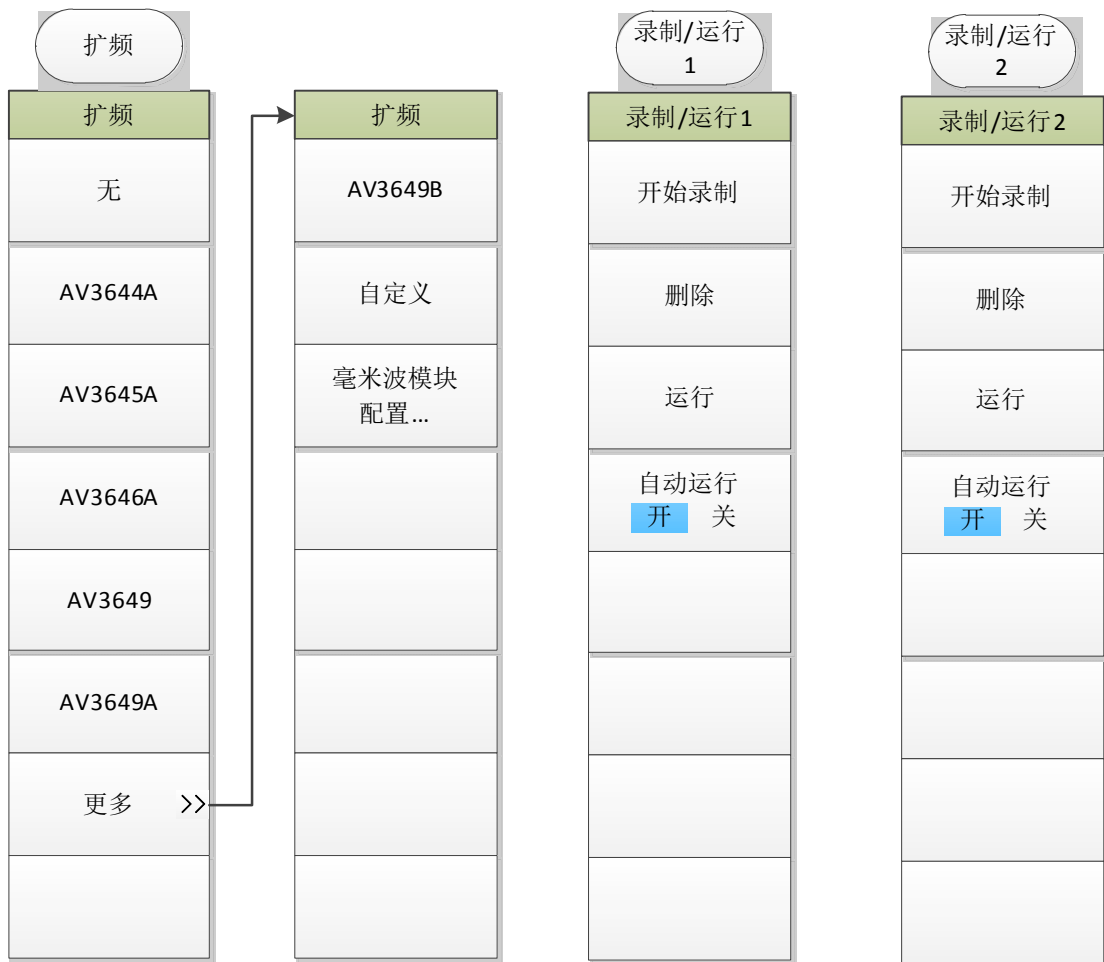 扩频
扩频
无
AV3644A
AV3645A
AV3646A
AV3649
AV3649A
更多 >>
扩频
AV3649B
自定义
毫米波模块
配置...
录制/运行
1
录制/运行1
开始录制
删除
运行
自动运行
开 关
录制/运行
2
录制/运行2
开始录制
删除
运行
自动运行
开 关